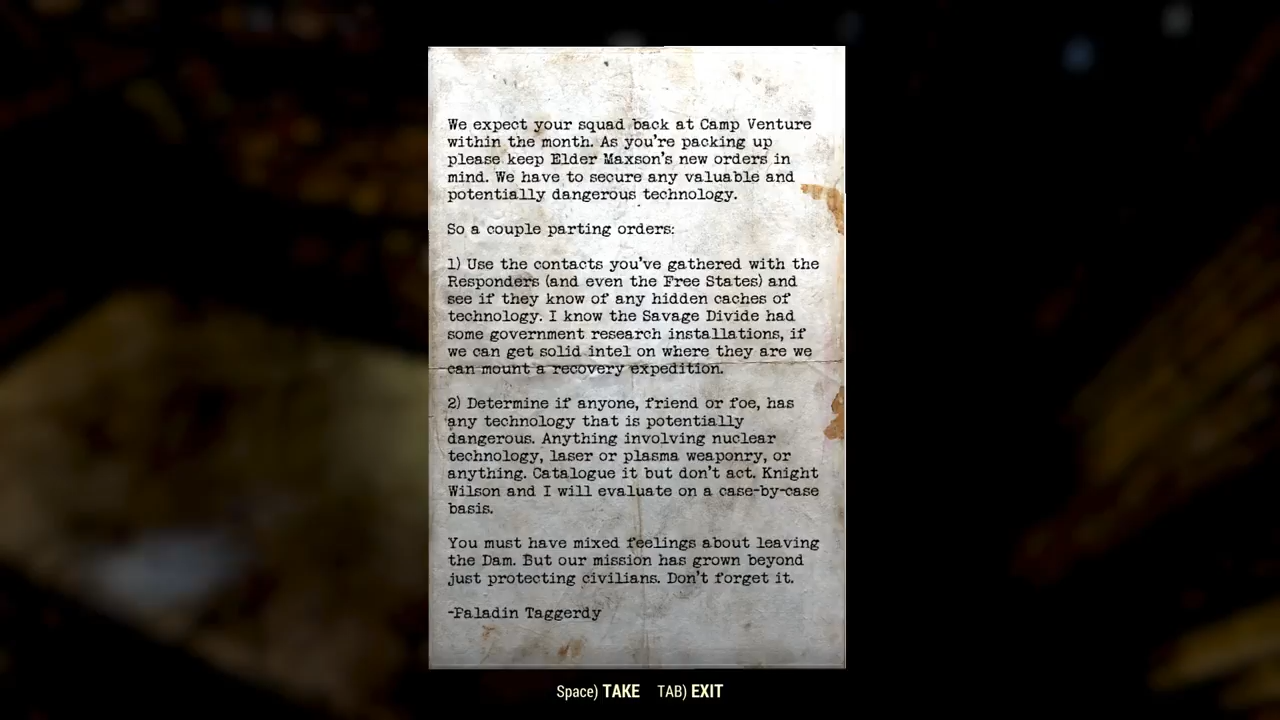 We expect your squad back at Camp Venture
within the month. As you're packing up
please keep Elder Maxson's new orders in
mind. We have to secure any valuable and
potentially dangerous technology.
So a couple parting orders:
1) Use the contacts you've gathered with the
Responders (and even the Free States) and
see if they know of any hidden caches of
technology. I know the Savage Divide had
some government research installations, if
we can get solid intel on where they are we
can mount a recovery expedition.
2) Determine if anyone, friend or foe, has
any technology that is potentially
dangerous. Anything involving nuclear
technology, laser or plasma weaponry, or
anything. Catalogue it but don't act. Knight
Wilson and I will evaluate on a case-by-case
basis.
You must have mixed feelings about leaving
the Dam. But our mission has grown beyond
just protecting civilians. Don't forget it.
-Paladin Taggerdy
Space) TAKE TAB) EXIT